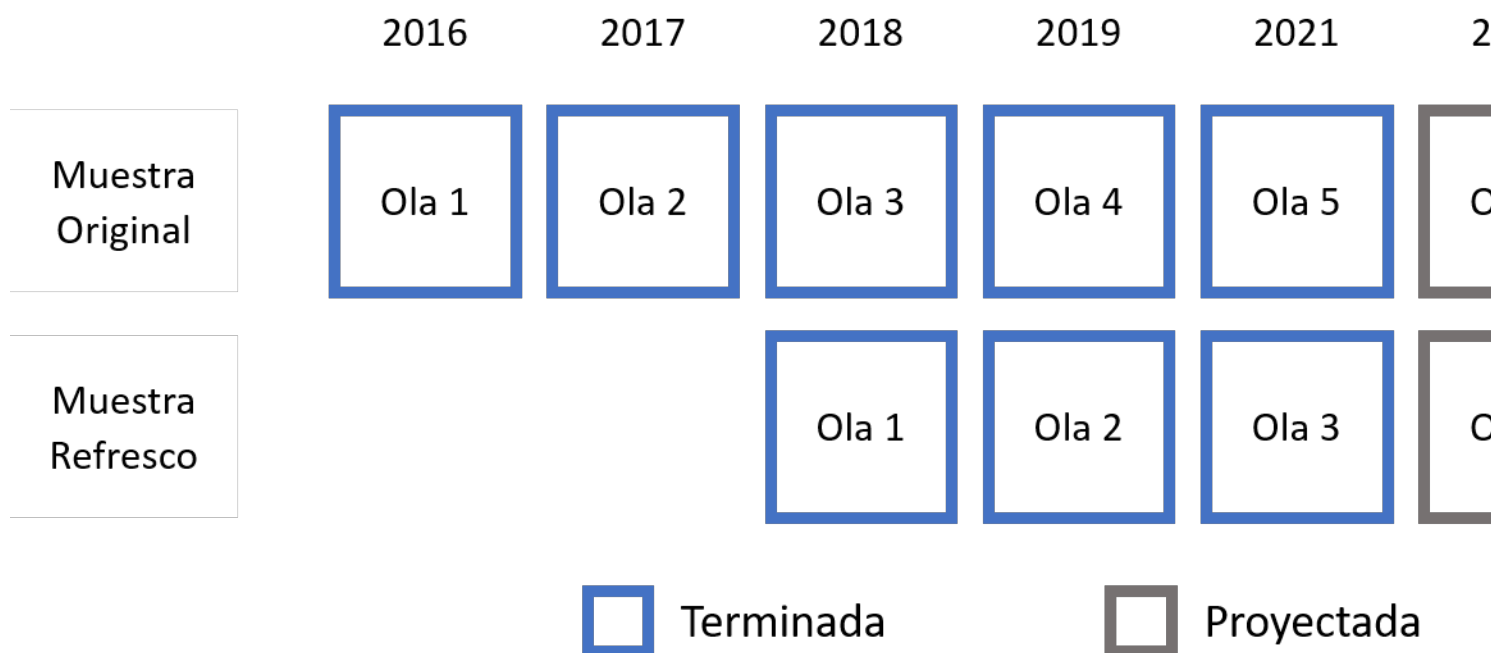 2016 2017 2018 2019 2021
Muestra
Original
Ola 1 Ola 2 Ola 3 Ola 4 Ola 5
Muestra
Refresco
Ola 1 Ola 2 Ola 3
Terminada Proyectada